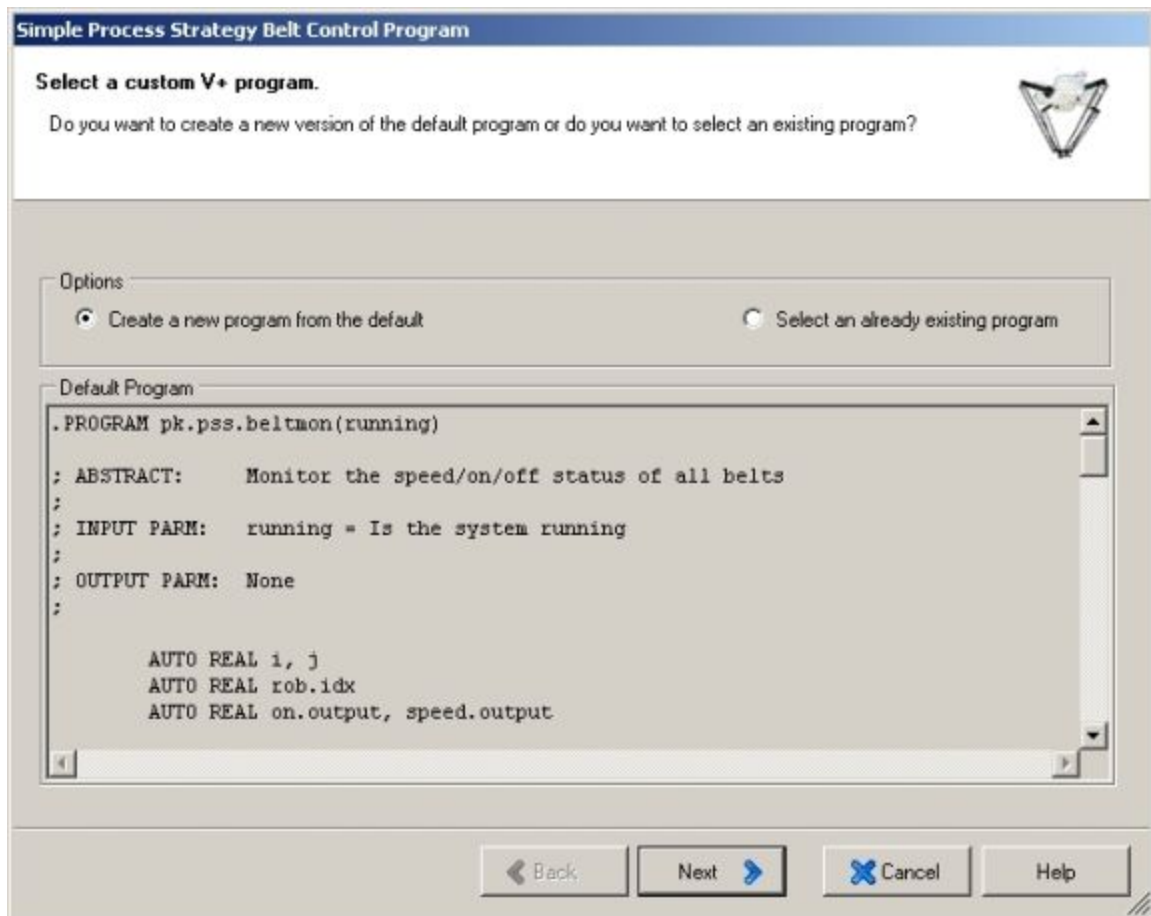 Simple Process Strategy Belt Control Program
Select a custom V+ program.
Do you want to create a new version of the default program or do you want to select an existing program?
Options
Create a new program from the default
Select an already existing program
Default Program
.PROGRAM pk.pss.beltmon(running)
; ABSTRACT: Monitor the speed/on/off status of all belts
;
; INPUT PARM: running = Is the system running
;
; OUTPUT PARM: None
;
AUTO REAL i, j
AUTO REAL rob.idx
AUTO REAL on.output, speed.output
Back
Next
Cancel
Help